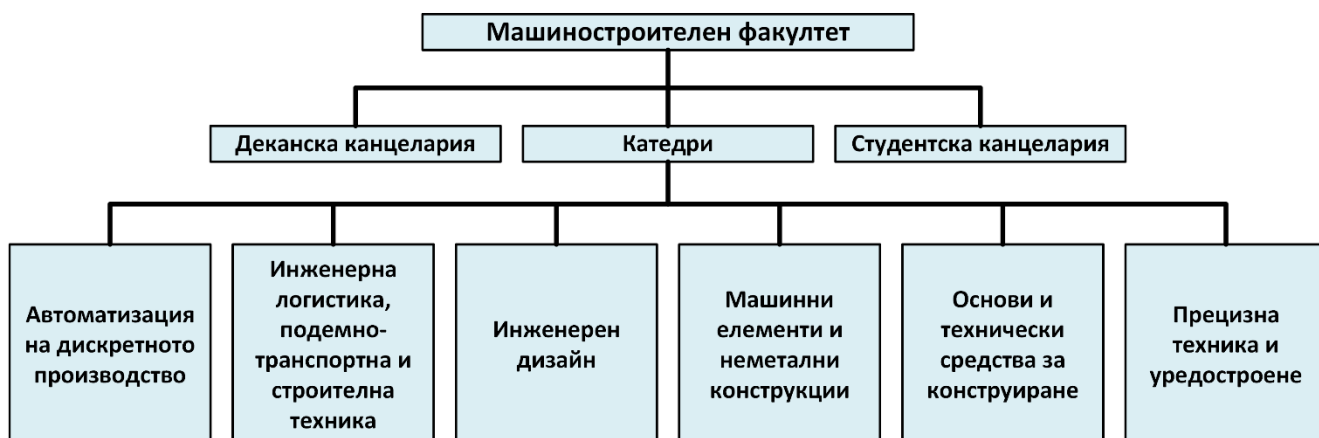 Машиностроителен факултет
Деканска канцелария
Катедри
Студентска канцелария
Автоматизация
на дискретното
производство
Инженерна
логистика,
подемно-
транспортна и
строителна
техника
Инженерен
дизайн
Машинни
елементи и
неметални
конструкции
Основи и
технически
средства за
конструиране
Прецизна
техника и
уредостроене